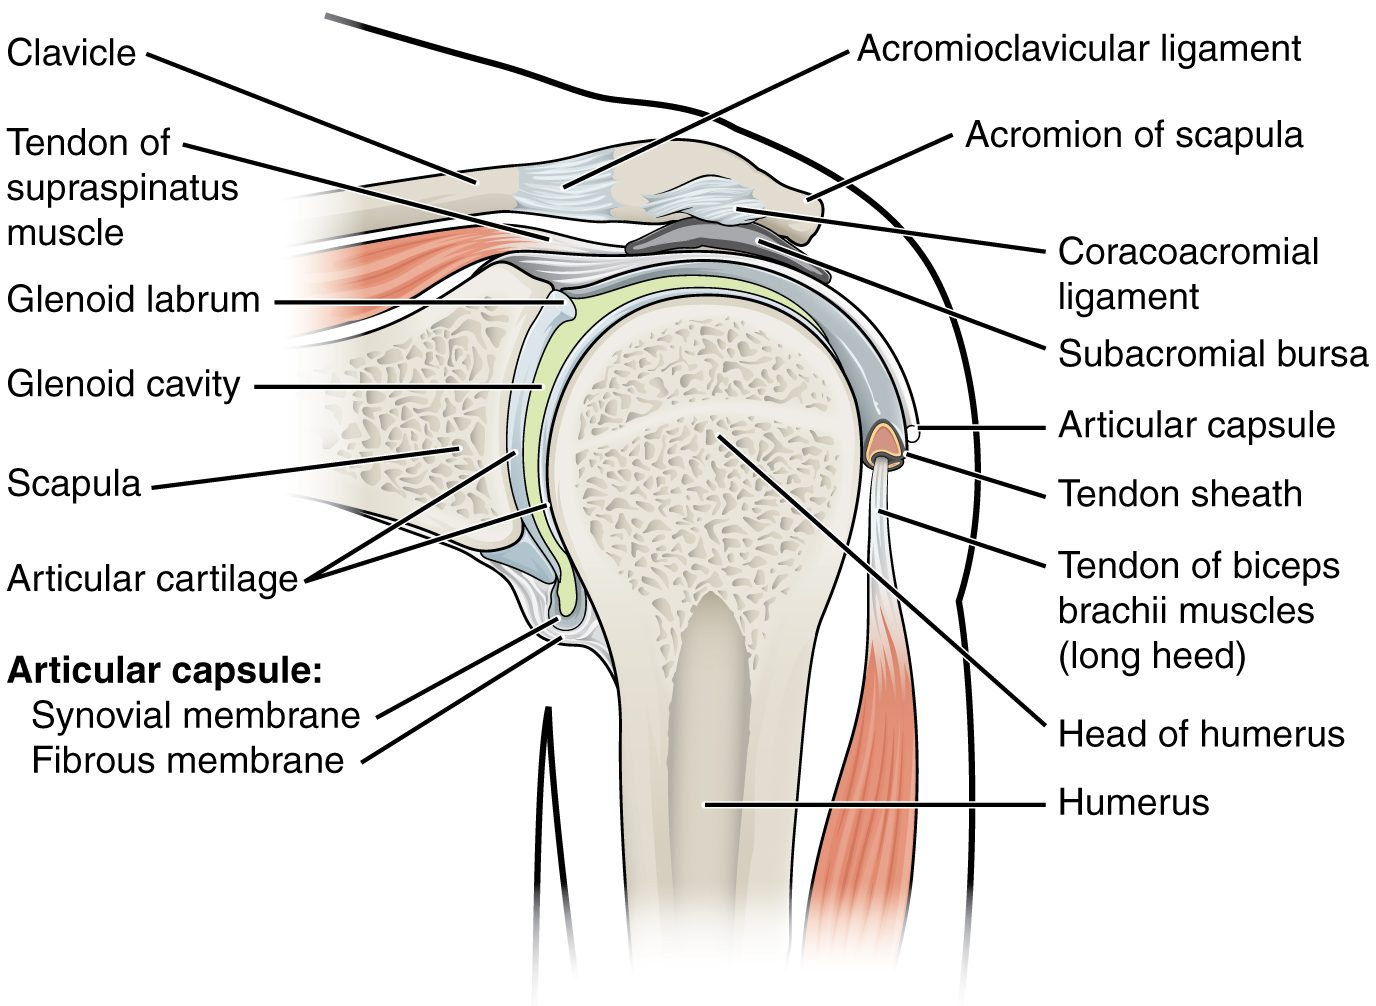 Clavicle
Tendon of
supraspinatus
muscle
Glenoid labrum
Glenoid cavity
Scapula
Articular cartilage
Articular capsule:
Synovial membrane
Fibrous membrane
Acromioclavicular ligament
Acromion of scapula
Coracoacromial
ligament
Subacromial bursa
Articular capsule
Tendon sheath
Tendon of biceps
brachii muscles
(long heed)
Head of humerus
Humerus